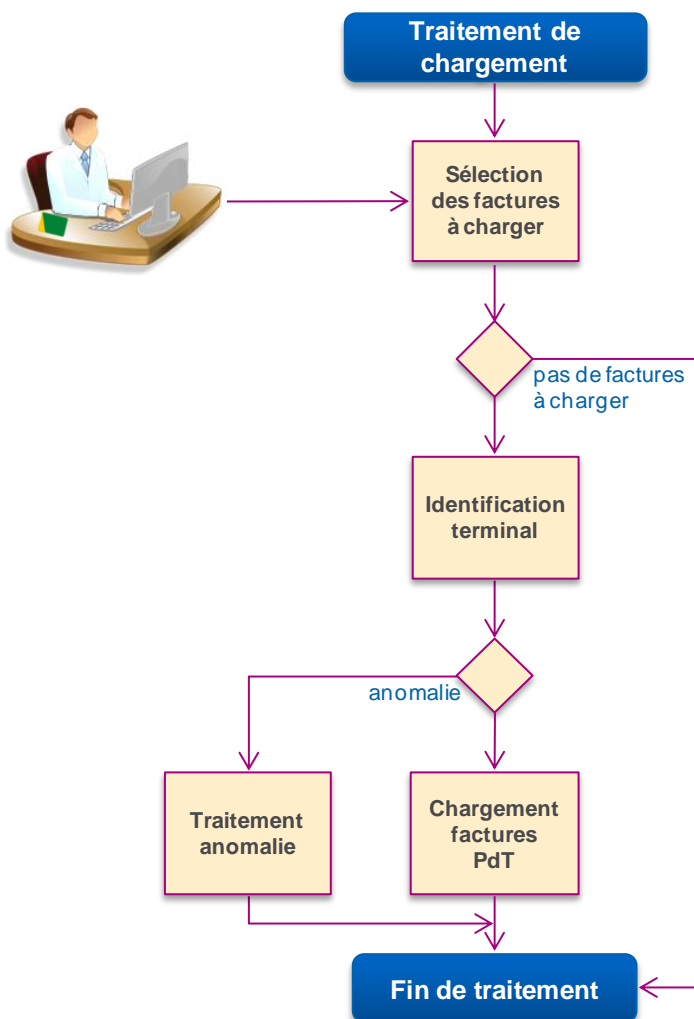 Traitement de
chargement
Sélection
des factures
à charger
pas de factures
à charger
Identification
terminal
anomalie
Traitement
anomalie
Chargement
factures
PdT
Fin de traitement